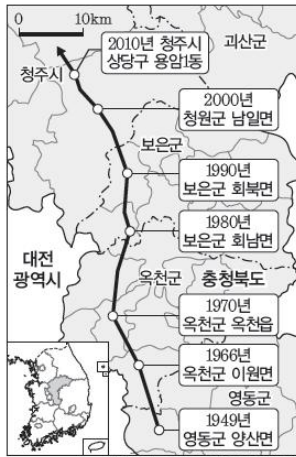 0 10km
2010년 청주시
상당구 용암1동
괴산군
청주시
2000년
청원군 남일면
보은군
1990년
보은군 회북면
1980년
보은군 회남면
대전
광역시
옥천군 충청북도
1970년
옥천군 옥천읍
1966년
옥천군 이원면
영동군
1949년
영동군 양산면